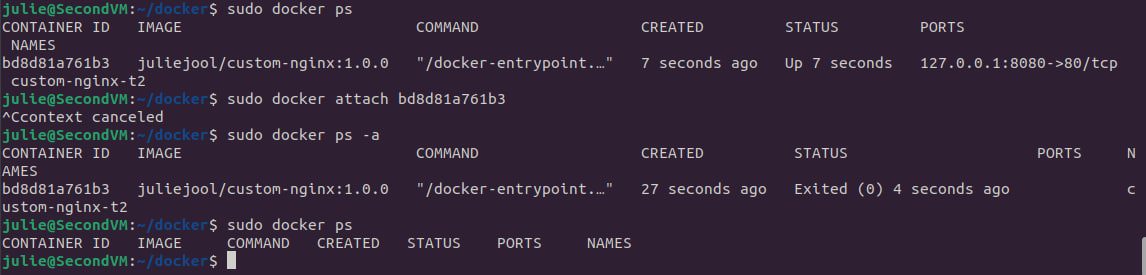 julie@SecondVM:~/docker$ sudo docker ps
CONTAINER ID   IMAGE                          COMMAND                  CREATED         STATUS         PORTS
 NAMES
bd8d81a761b3   juliejool/custom-nginx:1.0.0   "/docker-entrypoint.…"   7 seconds ago   Up 7 seconds   127.0.0.1:8080->80/tcp
 custom-nginx-t2
julie@SecondVM:~/docker$ sudo docker attach bd8d81a761b3
^Ccontext canceled
julie@SecondVM:~/docker$ sudo docker ps -a
CONTAINER ID   IMAGE                          COMMAND                  CREATED          STATUS                     PORTS     N
AMES
bd8d81a761b3   juliejool/custom-nginx:1.0.0   "/docker-entrypoint.…"   27 seconds ago   Exited (0) 4 seconds ago             c
ustom-nginx-t2
julie@SecondVM:~/docker$ sudo docker ps
CONTAINER ID   IMAGE     COMMAND   CREATED   STATUS    PORTS     NAMES
julie@SecondVM:~/docker$